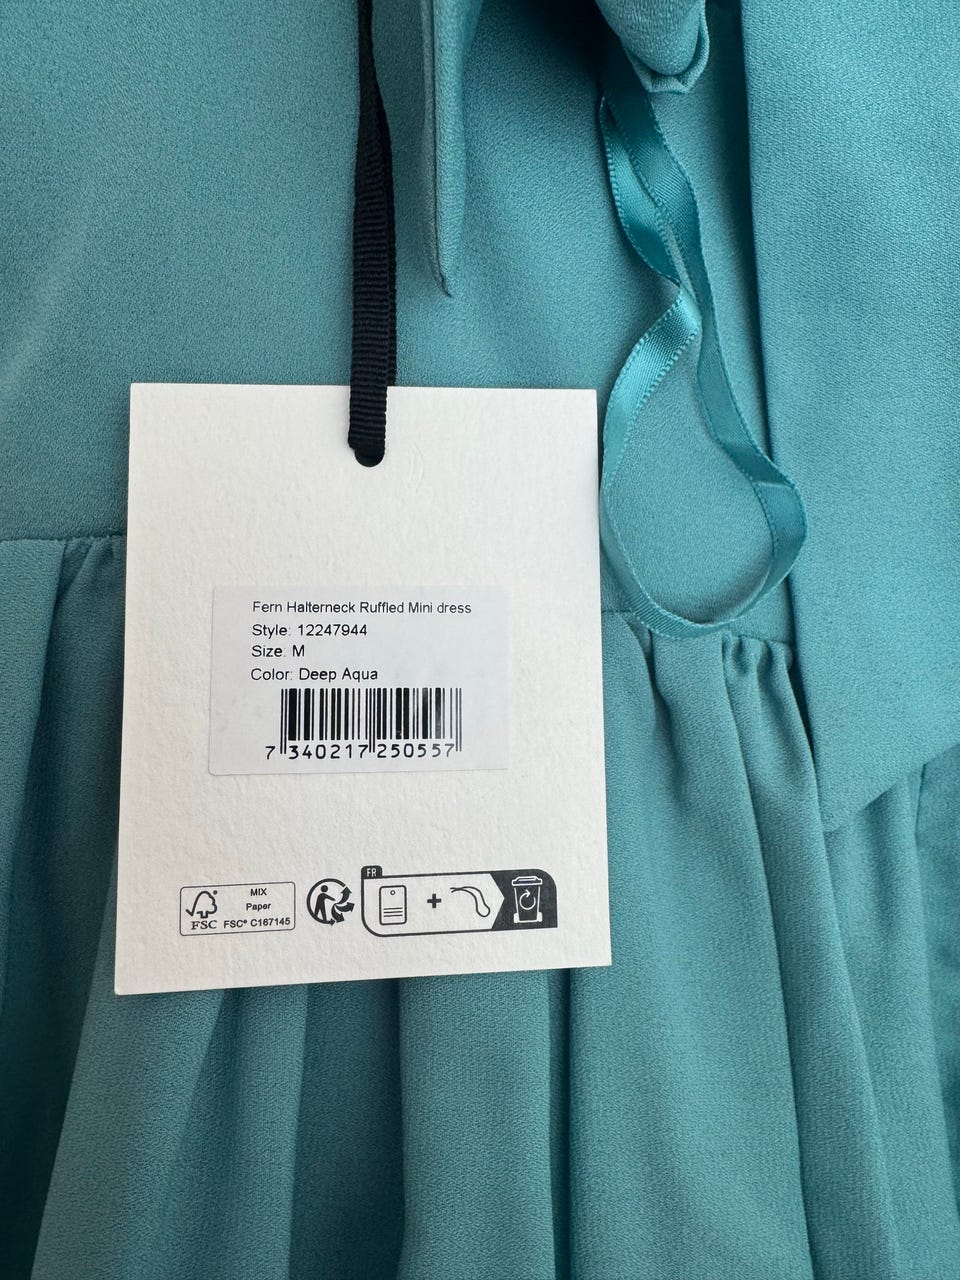 Fern Halterneck Ruffled Mini dress
Style: 12247944
Size: M
Color: Deep Aqua
7 340217 250557
FR
MIX
Paper
FSC FSC® C167145